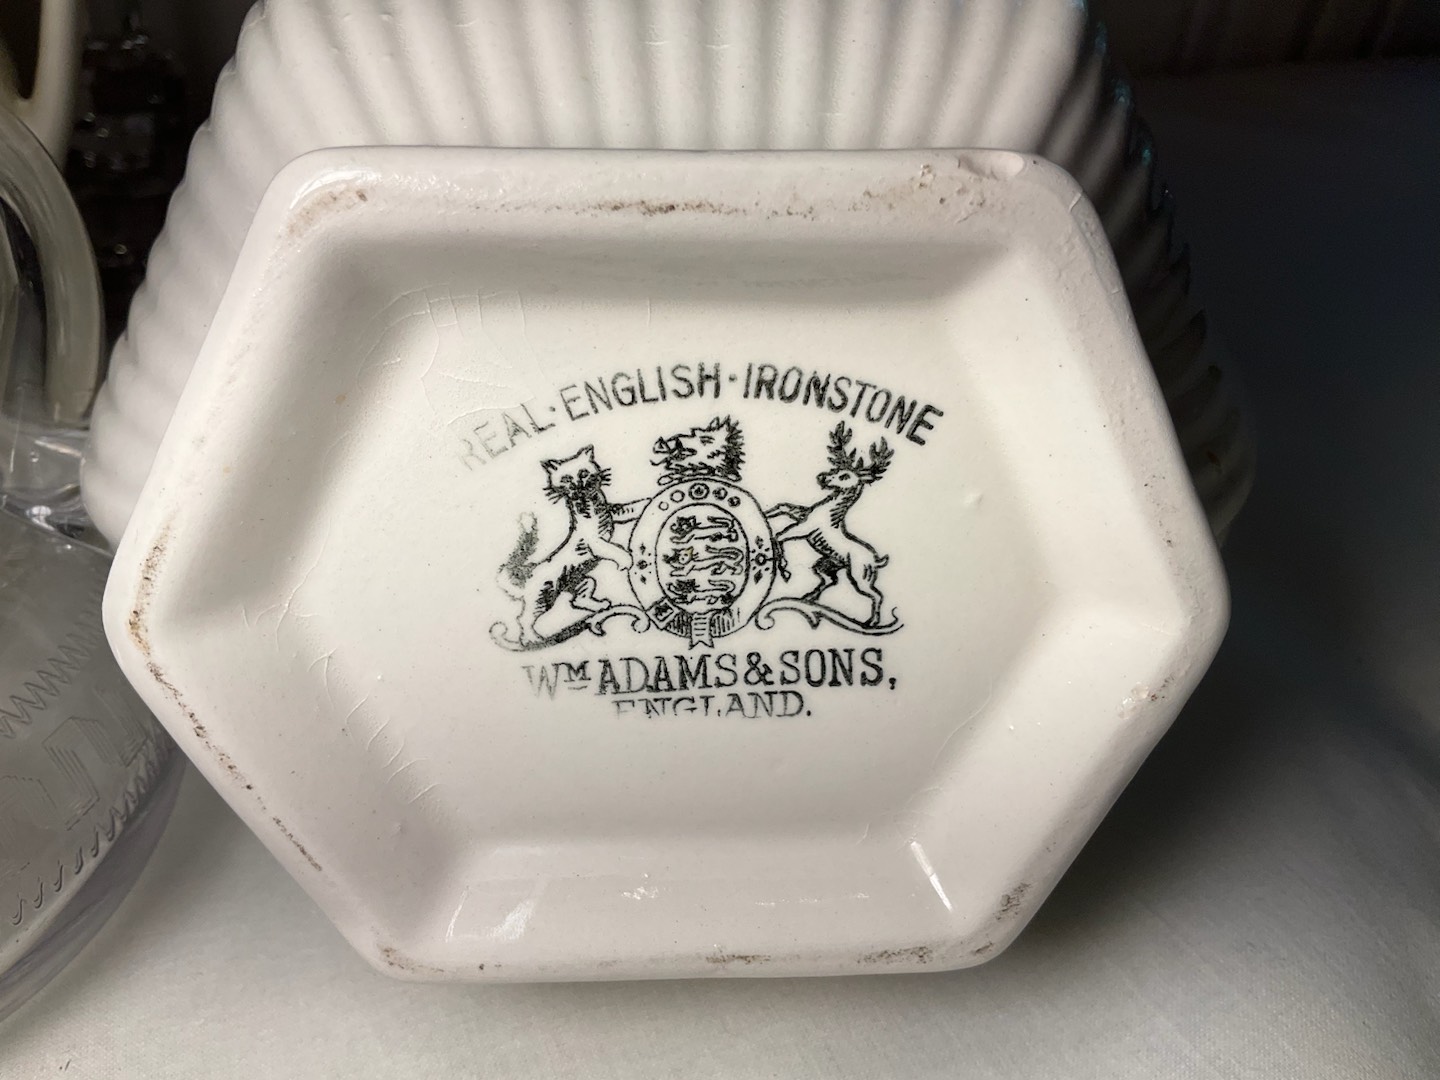 REAL·ENGLISH·IRONSTONE
Wᴹ ADAMS & SONS,
ENGLAND.